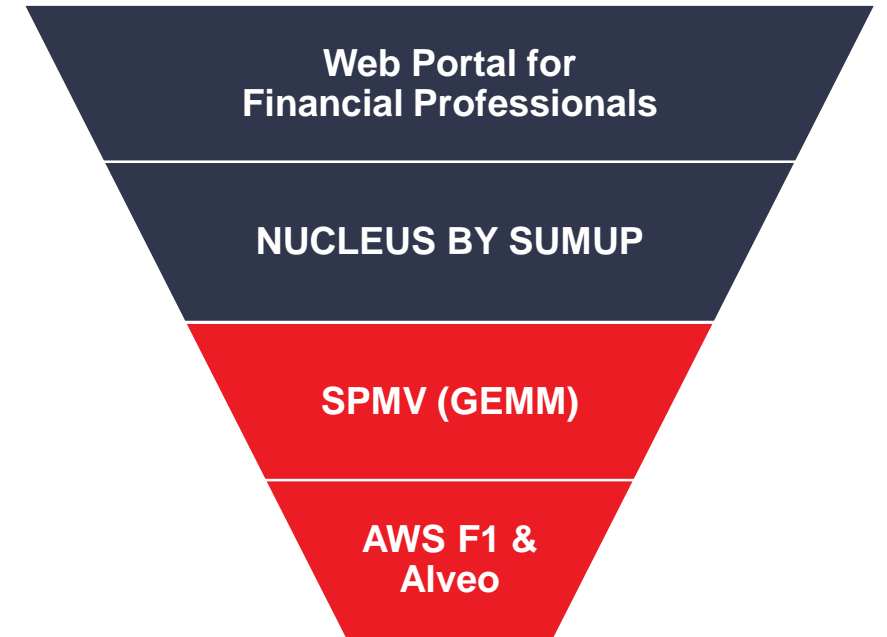 Web Portal for
Financial Professionals
NUCLEUS BY SUMUP
SPMV (GEMM)
AWS F1 &
Alveo